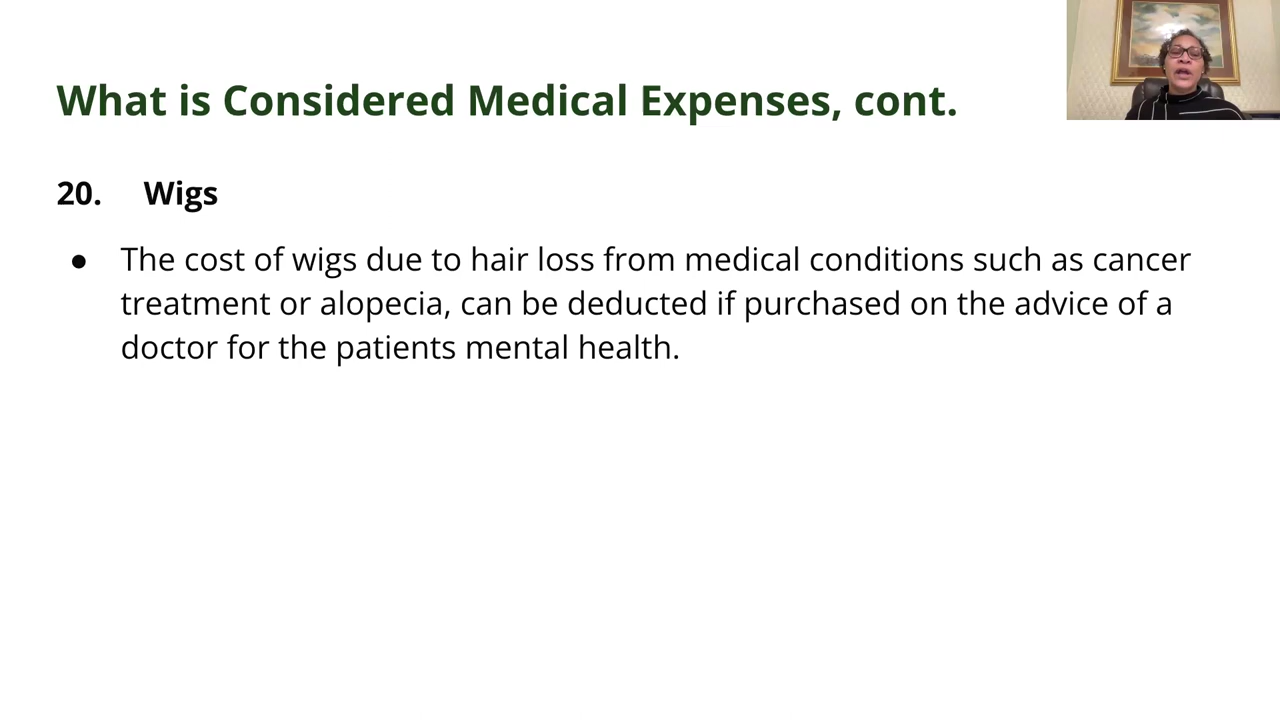 What is Considered Medical Expenses, cont.
20. Wigs
● The cost of wigs due to hair loss from medical conditions such as cancer
treatment or alopecia, can be deducted if purchased on the advice of a
doctor for the patients mental health.